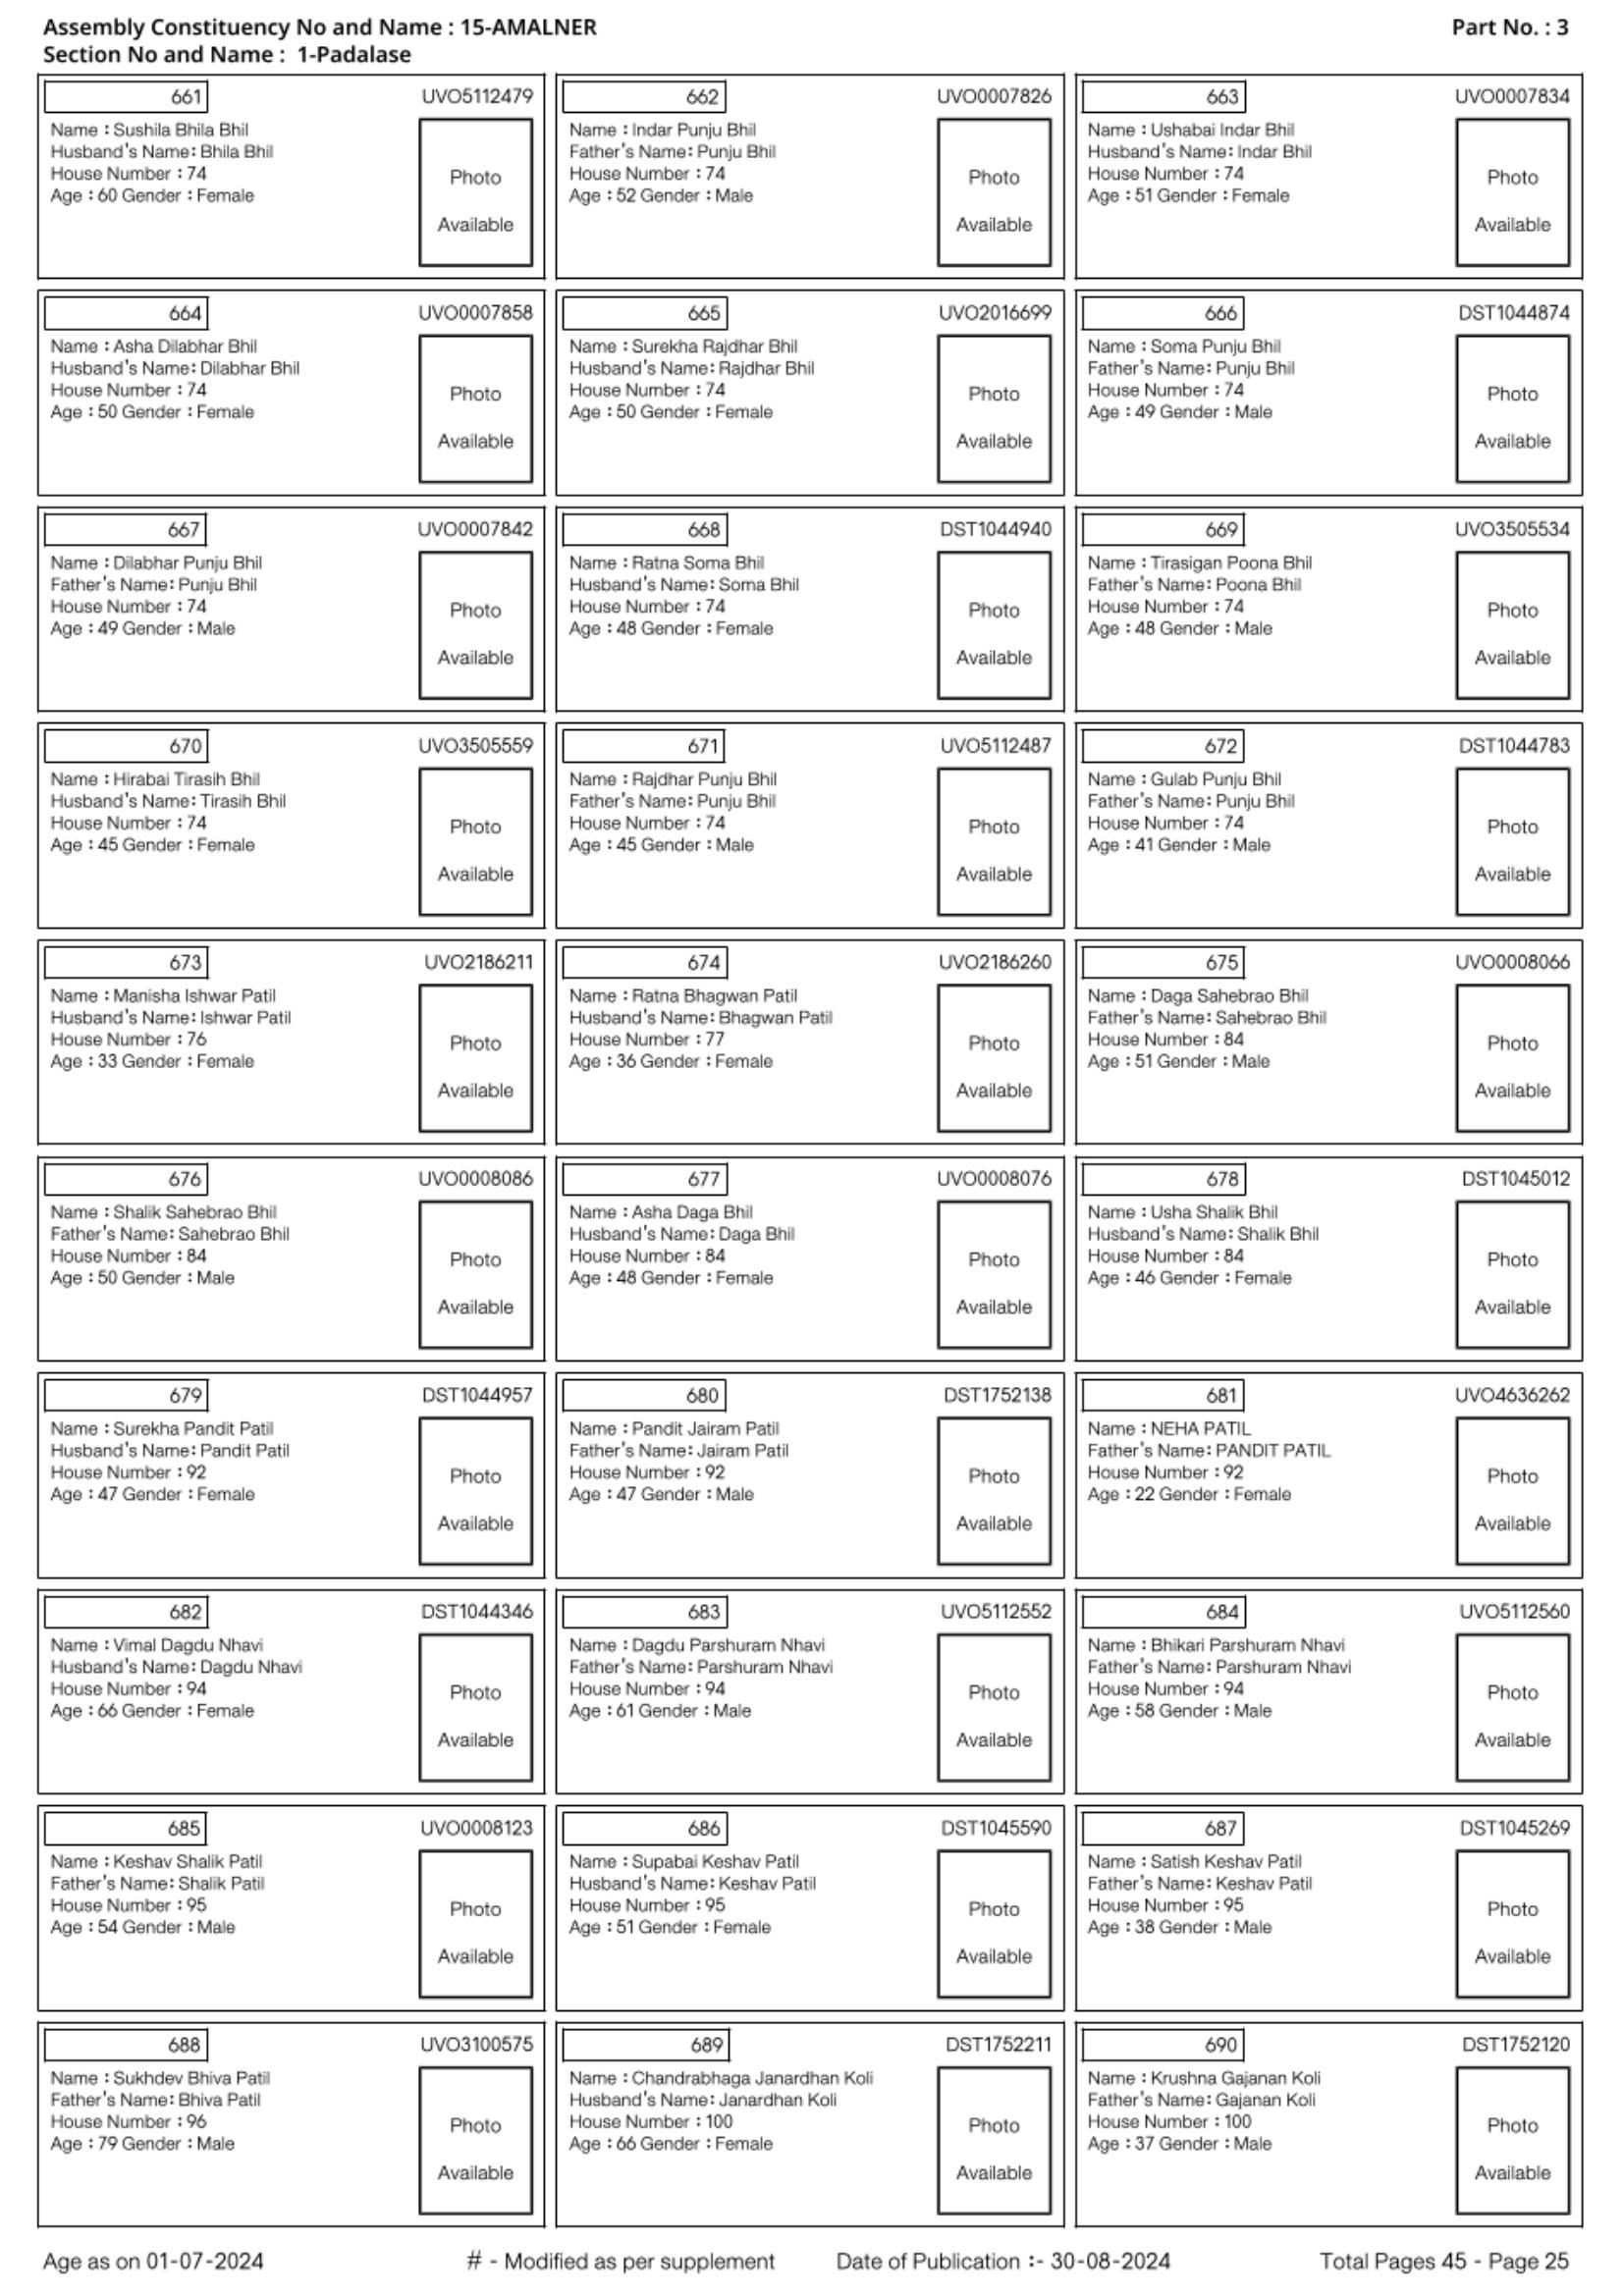 Assembly Constituency No and Name : 15-AMALNER Part No. : 3
Section No and Name : 1-Padalase
661 UVO5112479 662 UVO0007826 663 UVO0007834
Name : Sushila Bhila Bhil
Husband's Name: Bhila Bhil
House Number : 74
Age : 60 Gender : Female
Photo
Available
Name : Indar Punju Bhil
Father's Name: Punju Bhil
House Number : 74
Age : 52 Gender : Male
Photo
Available
Name : Ushabai Indar Bhil
Husband's Name: Indar Bhil
House Number : 74
Age : 51 Gender : Female
Photo
Available
664 UVO0007858 665 UVO2016699 666 DST1044874
Name : Asha Dilabhar Bhil
Husband's Name: Dilabhar Bhil
House Number : 74
Age : 50 Gender : Female
Photo
Available
Name : Surekha Rajdhar Bhil
Husband's Name: Rajdhar Bhil
House Number : 74
Age : 50 Gender : Female
Photo
Available
Name : Soma Punju Bhil
Father's Name: Punju Bhil
House Number : 74
Age : 49 Gender : Male
Photo
Available
667 UVO0007842 668 DST1044940 669 UVO3505534
Name : Dilabhar Punju Bhil
Father's Name: Punju Bhil
House Number : 74
Age : 49 Gender : Male
Photo
Available
Name : Ratna Soma Bhil
Husband's Name: Soma Bhil
House Number : 74
Age : 48 Gender : Female
Photo
Available
Name : Tirasigan Poona Bhil
Father's Name: Poona Bhil
House Number : 74
Age : 48 Gender : Male
Photo
Available
670 UVO3505559 671 UVO5112487 672 DST1044783
Name : Hirabai Tirasih Bhil
Husband's Name: Tirasih Bhil
House Number : 74
Age : 45 Gender : Female
Photo
Available
Name : Rajdhar Punju Bhil
Father's Name: Punju Bhil
House Number : 74
Age : 45 Gender : Male
Photo
Available
Name : Gulab Punju Bhil
Father's Name: Punju Bhil
House Number : 74
Age : 41 Gender : Male
Photo
Available
673 UVO2186211 674 UVO2186260 675 UVO0008066
Name : Manisha Ishwar Patil
Husband's Name: Ishwar Patil
House Number : 76
Age : 33 Gender : Female
Photo
Available
Name : Ratna Bhagwan Patil
Husband's Name: Bhagwan Patil
House Number : 77
Age : 36 Gender : Female
Photo
Available
Name : Daga Sahebrao Bhil
Father's Name: Sahebrao Bhil
House Number : 84
Age : 51 Gender : Male
Photo
Available
676 UVO0008086 677 UVO0008076 678 DST1045012
Name : Shalik Sahebrao Bhil
Father's Name: Sahebrao Bhil
House Number : 84
Age : 50 Gender : Male
Photo
Available
Name : Asha Daga Bhil
Husband's Name: Daga Bhil
House Number : 84
Age : 48 Gender : Female
Photo
Available
Name : Usha Shalik Bhil
Husband's Name: Shalik Bhil
House Number : 84
Age : 46 Gender : Female
Photo
Available
679 DST1044957 680 DST1752138 681 UVO4636262
Name : Surekha Pandit Patil
Husband's Name: Pandit Patil
House Number : 92
Age : 47 Gender : Female
Photo
Available
Name : Pandit Jairam Patil
Father's Name: Jairam Patil
House Number : 92
Age : 47 Gender : Male
Photo
Available
Name : NEHA PATIL
Father's Name: PANDIT PATIL
House Number : 92
Age : 22 Gender : Female
Photo
Available
682 DST1044346 683 UVO5112552 684 UVO5112560
Name : Vimal Dagdu Nhavi
Husband's Name: Dagdu Nhavi
House Number : 94
Age : 66 Gender : Female
Photo
Available
Name : Dagdu Parshuram Nhavi
Father's Name: Parshuram Nhavi
House Number : 94
Age : 61 Gender : Male
Photo
Available
Name : Bhikari Parshuram Nhavi
Father's Name: Parshuram Nhavi
House Number : 94
Age : 58 Gender : Male
Photo
Available
685 UVO0008123 686 DST1045590 687 DST1045269
Name : Keshav Shalik Patil
Father's Name: Shalik Patil
House Number : 95
Age : 54 Gender : Male
Photo
Available
Name : Supabai Keshav Patil
Husband's Name: Keshav Patil
House Number : 95
Age : 51 Gender : Female
Photo
Available
Name : Satish Keshav Patil
Father's Name: Keshav Patil
House Number : 95
Age : 38 Gender : Male
Photo
Available
688 UVO3100575 689 DST1752211 690 DST1752120
Name : Sukhdev Bhiva Patil
Father's Name: Bhiva Patil
House Number : 96
Age : 79 Gender : Male
Photo
Available
Name : Chandrabhaga Janardhan Koli
Husband's Name: Janardhan Koli
House Number : 100
Age : 66 Gender : Female
Photo
Available
Name : Krushna Gajanan Koli
Father's Name: Gajanan Koli
House Number : 100
Age : 37 Gender : Male
Photo
Available
Age as on 01-07-2024 # - Modified as per supplement Date of Publication :- 30-08-2024 Total Pages 45 - Page 25